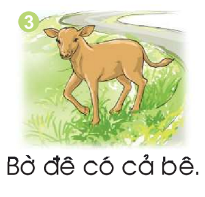 3
Bờ đê có cả bê.